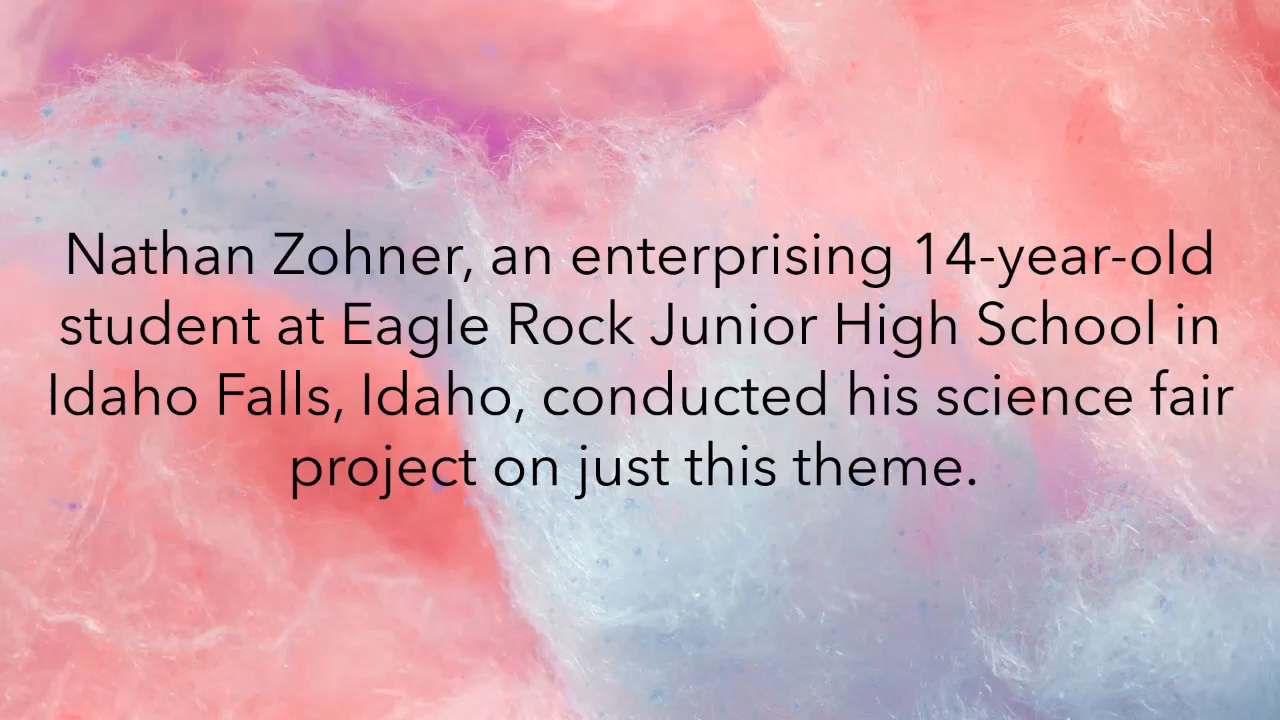 Nathan Zohner, an enterprising 14-year-old
student at Eagle Rock Junior High School in
Idaho Falls, Idaho, conducted his science fair
project on just this theme.